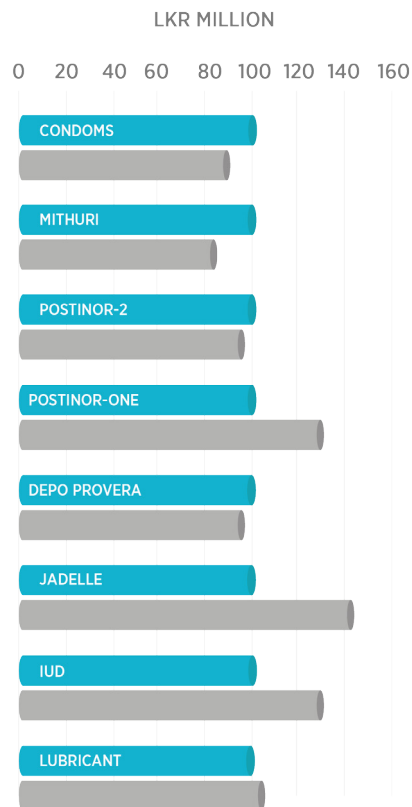 LKR MILLION
0 20 40 60 80 100 120 140 160
CONDOMS
MITHURI
POSTINOR-2
POSTINOR-ONE
DEPO PROVERA
JADELLE
IUD
LUBRICANT